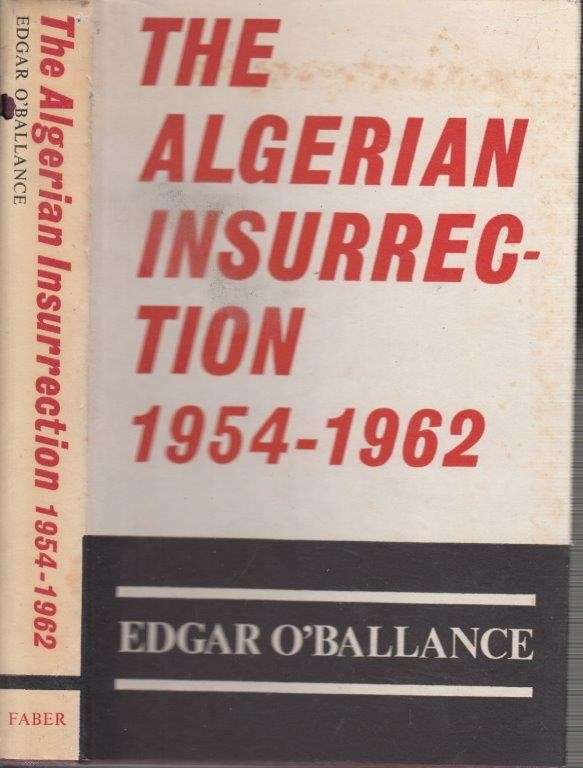 The Algerian Insurrection 1954-1962
EDGAR O'BALLANCE
FABER
THE
ALGERIAN
INSURREC-
TION
1954-1962
EDGAR O'BALLANCE